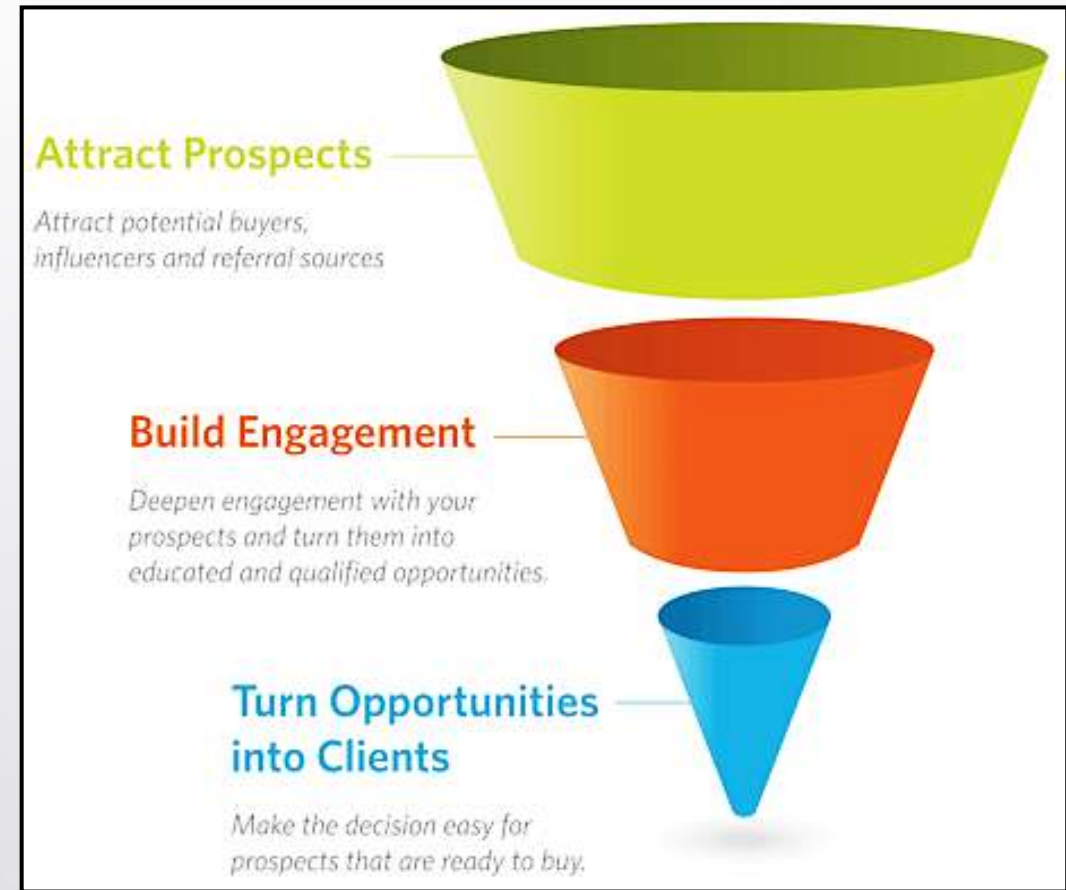 Attract Prospects
Attract potential buyers,
influencers and referral sources
Build Engagement
Deepen engagement with your
prospects and turn them into
educated and qualified opportunities.
Turn Opportunities
into Clients
Make the decision easy for
prospects that are ready to buy.